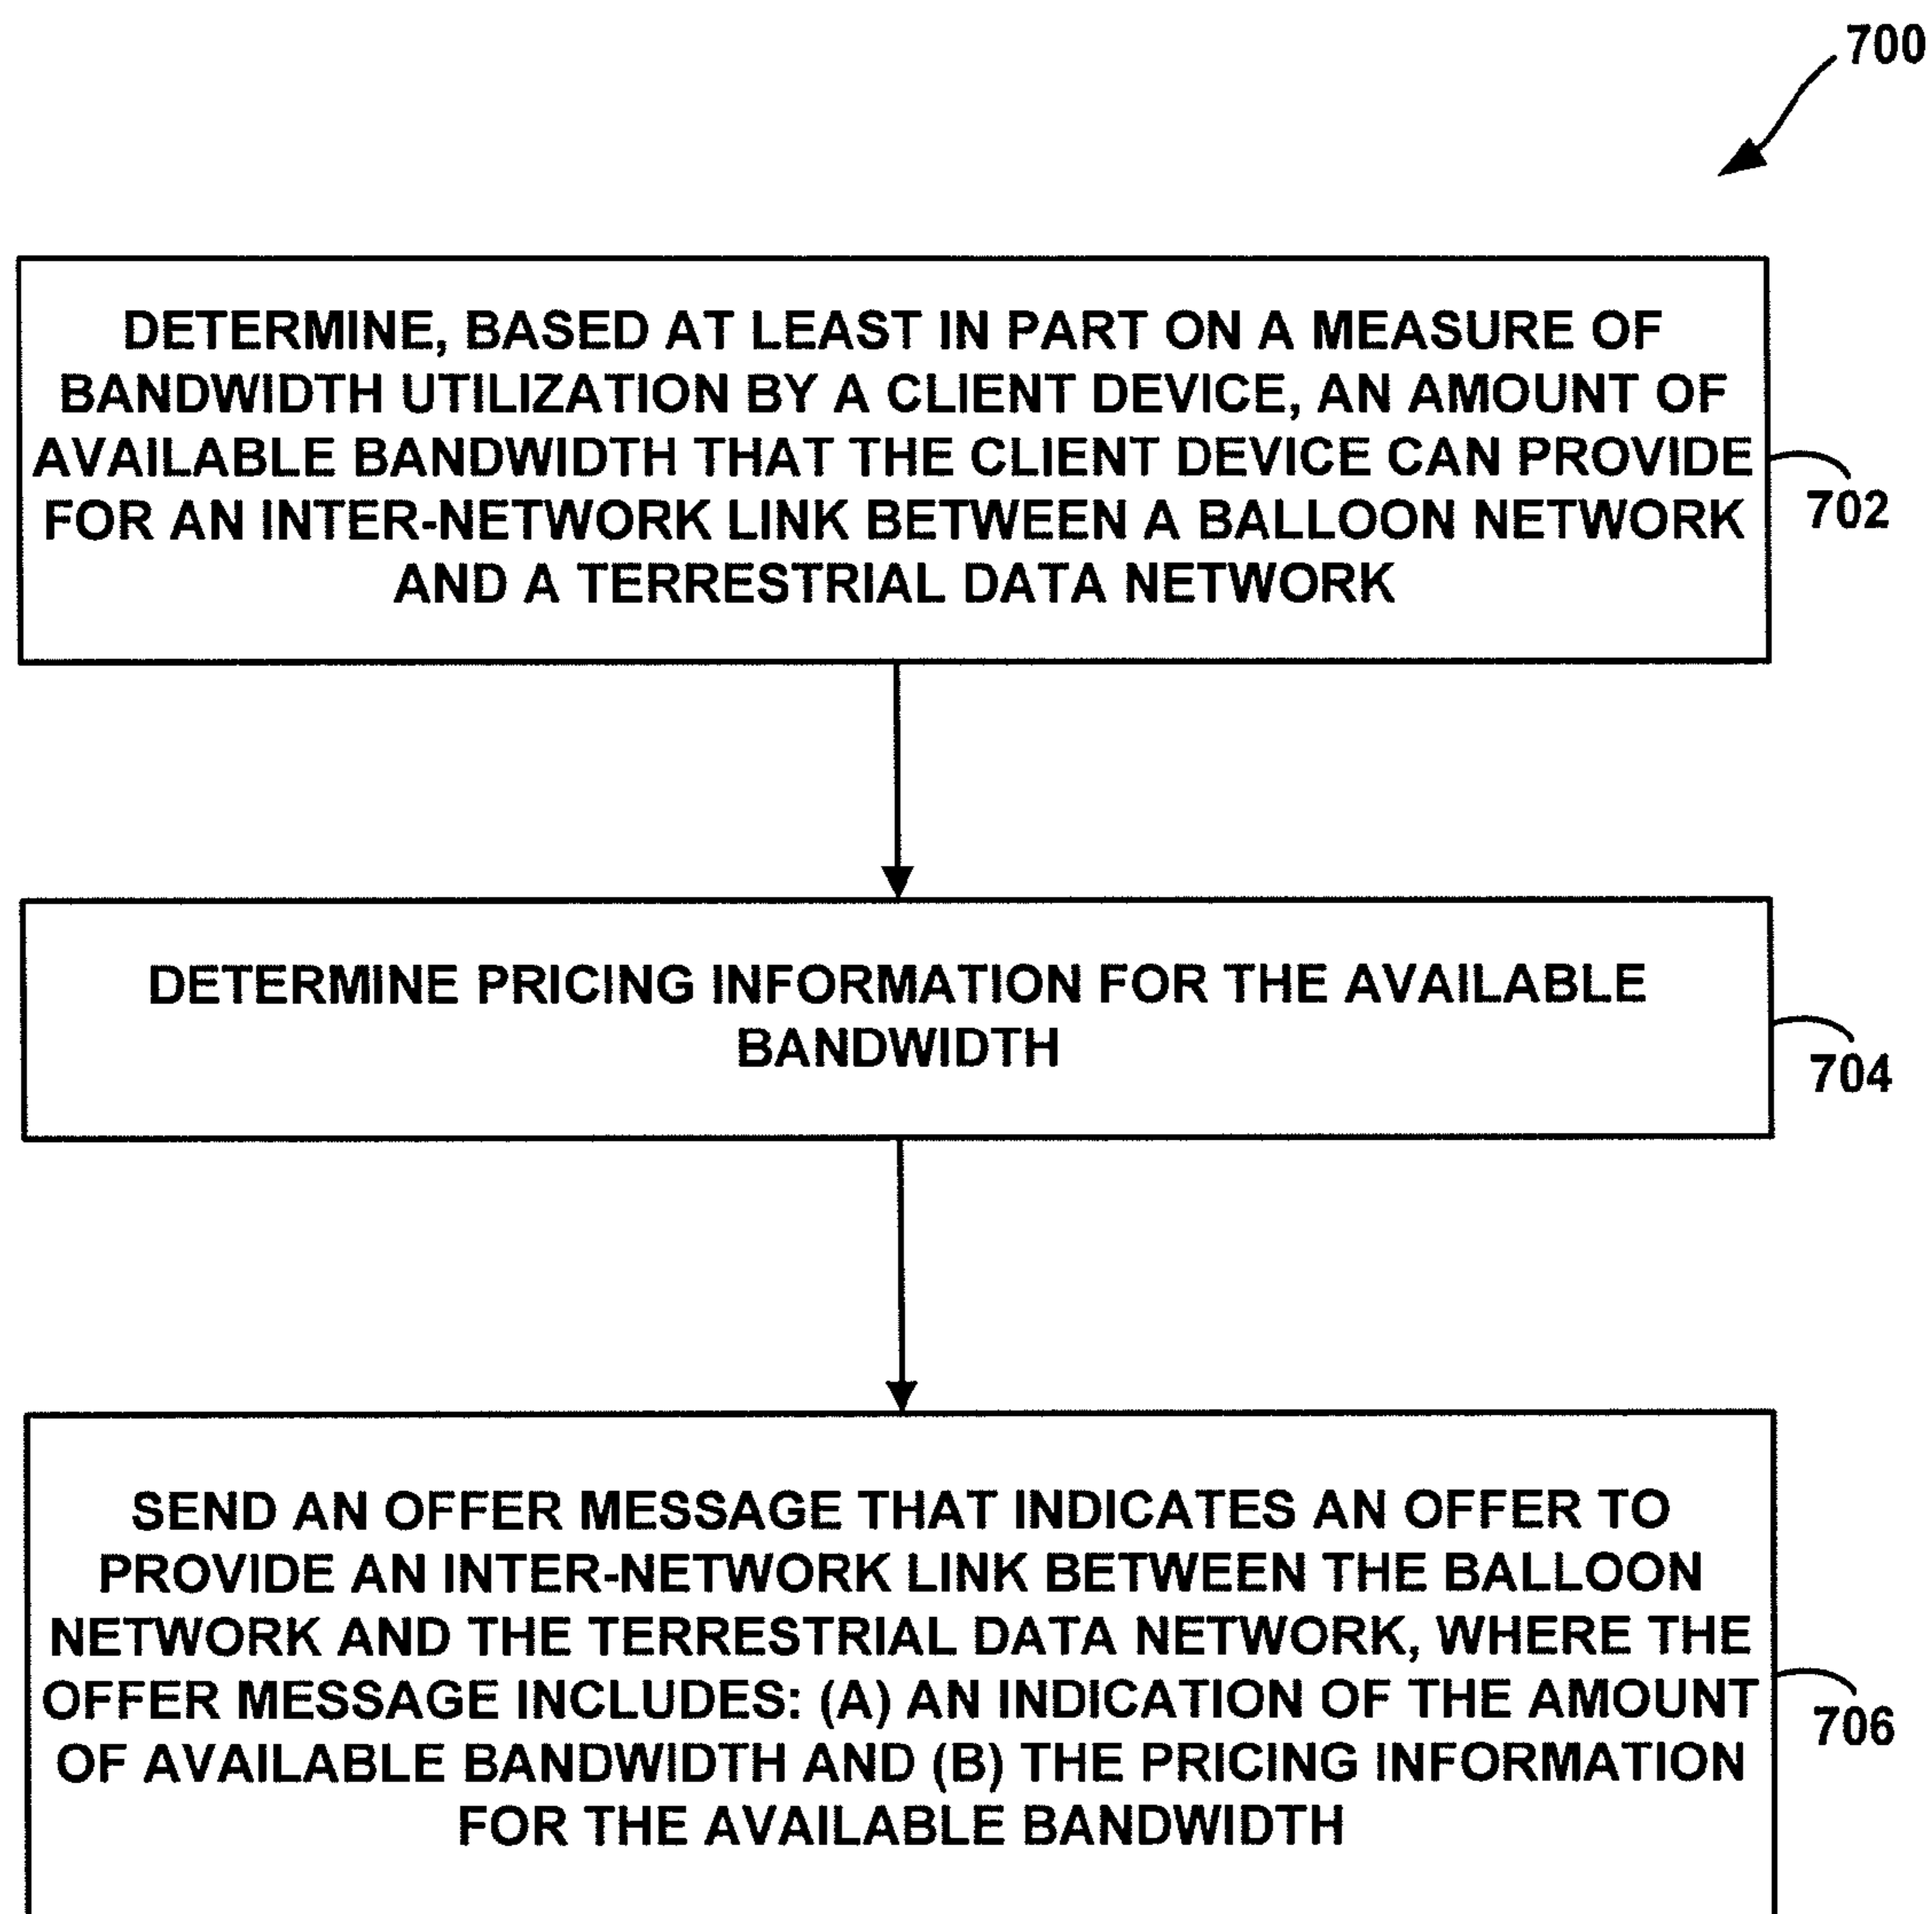 700
DETERMINE, BASED AT LEAST IN PART ON A MEASURE OF
BANDWIDTH UTILIZATION BY A CLIENT DEVICE, AN AMOUNT OF
AVAILABLE BANDWIDTH THAT THE CLIENT DEVICE CAN PROVIDE
FOR AN INTER-NETWORK LINK BETWEEN A BALLOON NETWORK
AND A TERRESTRIAL DATA NETWORK
702
DETERMINE PRICING INFORMATION FOR THE AVAILABLE
BANDWIDTH
704
SEND AN OFFER MESSAGE THAT INDICATES AN OFFER TO
PROVIDE AN INTER-NETWORK LINK BETWEEN THE BALLOON
NETWORK AND THE TERRESTRIAL DATA NETWORK, WHERE THE
OFFER MESSAGE INCLUDES: (A) AN INDICATION OF THE AMOUNT
OF AVAILABLE BANDWIDTH AND (B) THE PRICING INFORMATION
FOR THE AVAILABLE BANDWIDTH
706